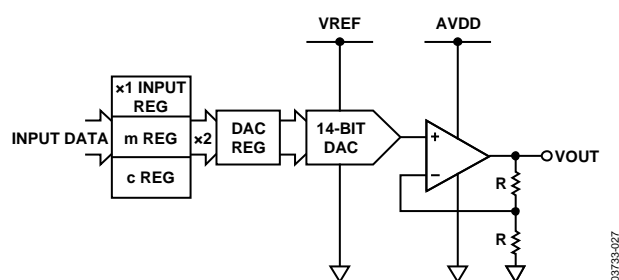 VREF
AVDD
×1 INPUT
REG
INPUT DATA
m REG
×2
DAC
REG
14-BIT
DAC
+
–
VOUT
R
c REG
R
03733-027